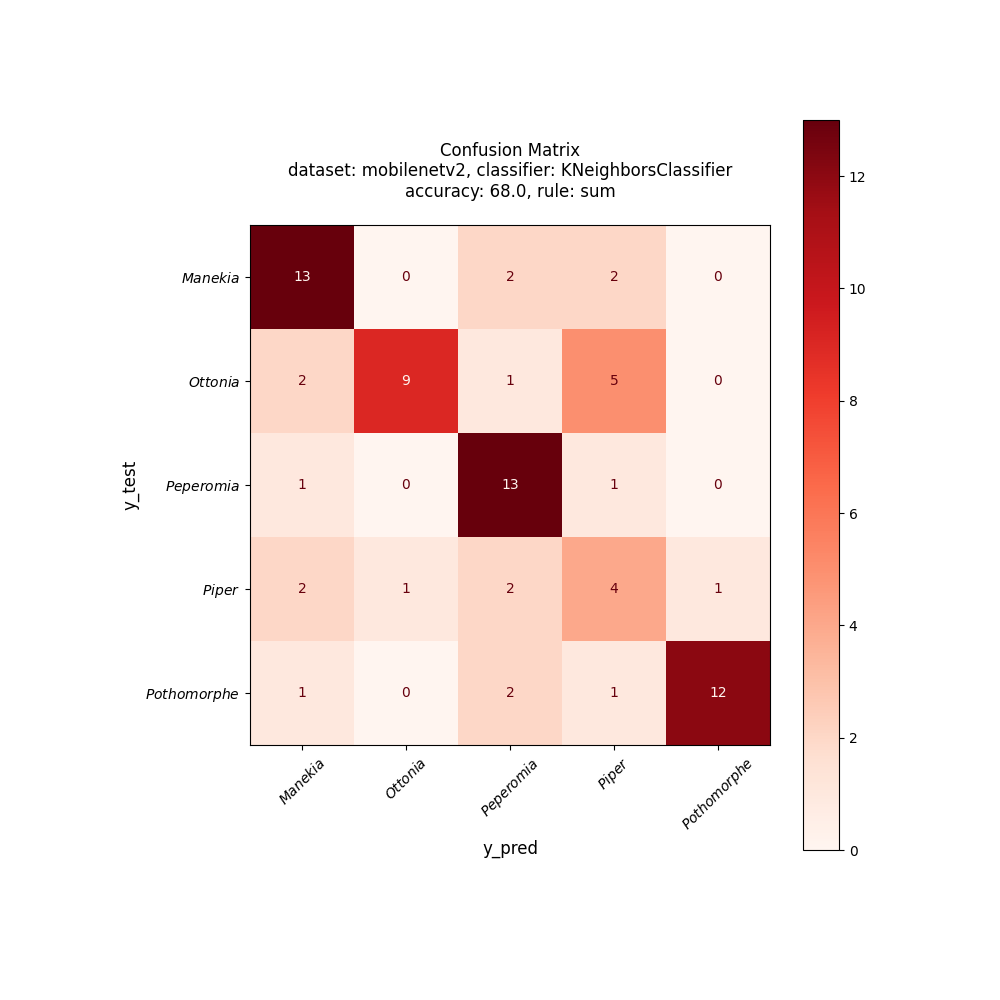 Confusion Matrix
dataset: mobilenetv2, classifier: KNeighborsClassifier
accuracy: 68.0, rule: sum
Manekia 13 0 2 2 0
Ottonia 2 9 1 5 0
Peperomia 1 0 13 1 0
Piper 2 1 2 4 1
Pothomorphe 1 0 2 1 12
y_test
Manekia Ottonia Peperomia Piper Pothomorphe
y_pred
12
10
8
6
4
2
0